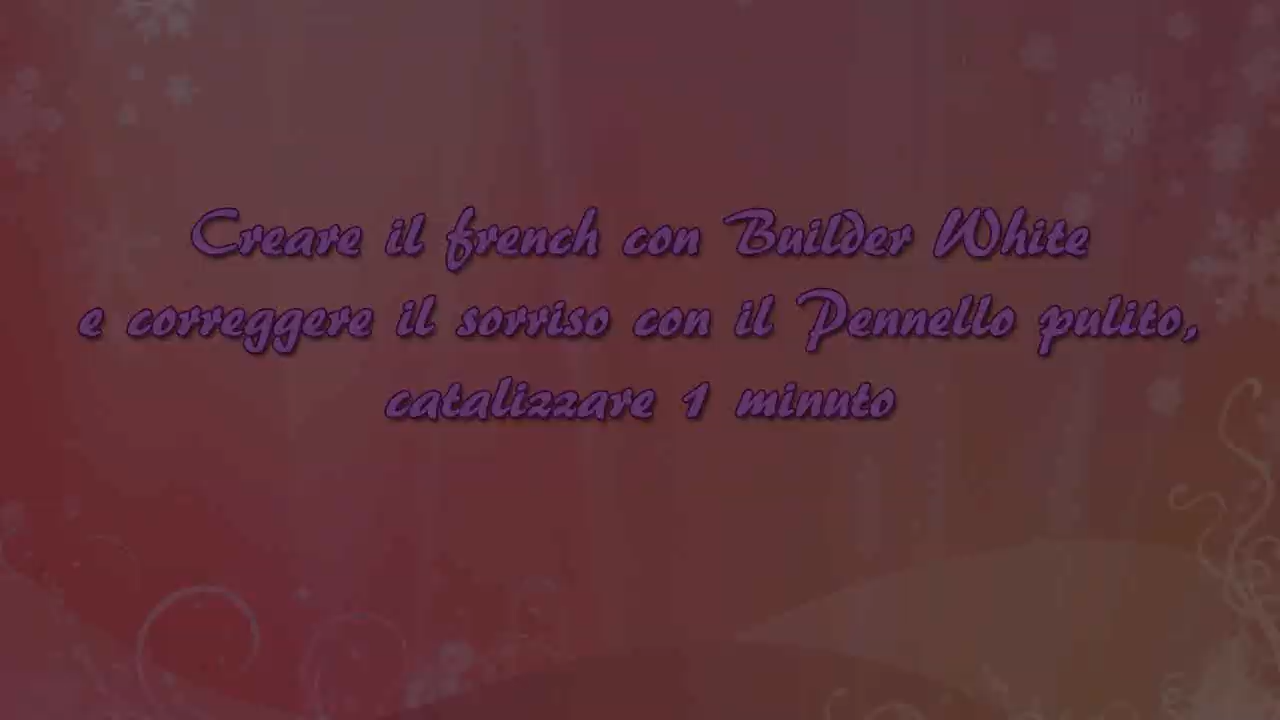 Creare il french con Builder White
e correggere il sorriso con il Pennello pulito,
catalizzare 1 minuto